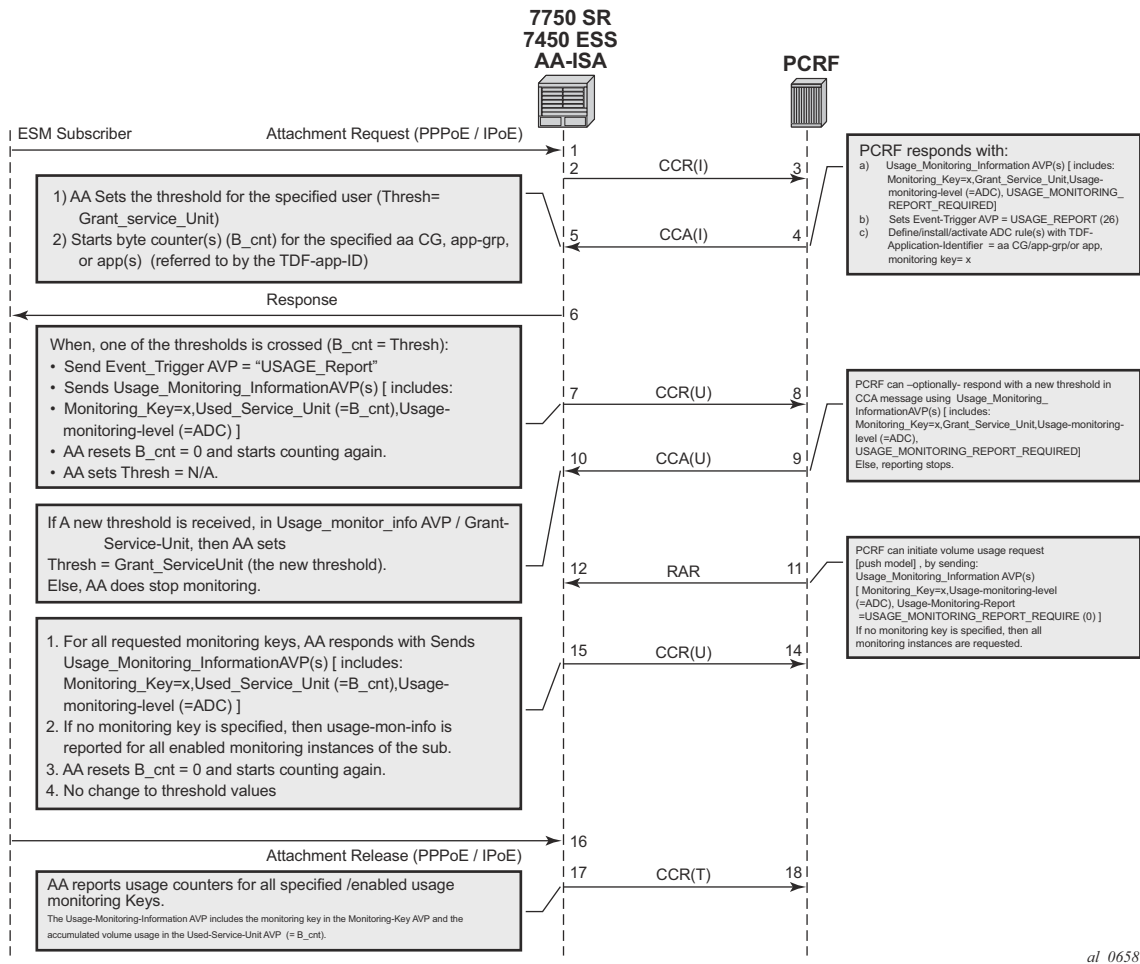 7750 SR
7450 ESS
AA-ISA
PCRF
ESM Subscriber
Attachment Request (PPPoE / IPoE)
1
2
CCR(I)
3
PCRF responds with:
a) Usage_Monitoring_Information AVP(s) [ includes:
Monitoring_Key=x,Grant_Service_Unit,Usage-
monitoring-level (=ADC), USAGE_MONITORING_
REPORT_REQUIRED]
b) Sets Event-Trigger AVP = USAGE_REPORT (26)
c) Define/install/activate ADC rule(s) with TDF-
Application-Identifier = aa CG/app-grp/or app,
monitoring key= x
1) AA Sets the threshold for the specified user (Thresh=
Grant_service_Unit)
2) Starts byte counter(s) (B_cnt) for the specified aa CG, app-grp,
or app(s) (referred to by the TDF-app-ID)
5
CCA(I)
4
Response
6
When, one of the thresholds is crossed (B_cnt = Thresh):
• Send Event_Trigger AVP = “USAGE_Report”
• Sends Usage_Monitoring_InformationAVP(s) [ includes:
• Monitoring_Key=x,Used_Service_Unit (=B_cnt),Usage-
monitoring-level (=ADC) ]
• AA resets B_cnt = 0 and starts counting again.
• AA sets Thresh = N/A.
7
CCR(U)
8
PCRF can –optionally- respond with a new threshold in
CCA message using Usage_Monitoring_
InformationAVP(s) [ includes:
Monitoring_Key=x,Grant_Service_Unit,Usage-monitoring-
level (=ADC),
USAGE_MONITORING_REPORT_REQUIRED]
Else, reporting stops.
10
CCA(U)
9
If A new threshold is received, in Usage_monitor_info AVP / Grant-
Service-Unit, then AA sets
Thresh = Grant_ServiceUnit (the new threshold).
Else, AA does stop monitoring.
12
RAR
11
PCRF can initiate volume usage request
[push model] , by sending:
Usage_Monitoring_Information AVP(s)
[ Monitoring_Key=x,Usage-monitoring-level
(=ADC), Usage-Monitoring-Report
=USAGE_MONITORING_REPORT_REQUIRE (0) ]
If no monitoring key is specified, then all
monitoring instances are requested.
1. For all requested monitoring keys, AA responds with Sends
Usage_Monitoring_InformationAVP(s) [ includes:
Monitoring_Key=x,Used_Service_Unit (=B_cnt),Usage-
monitoring-level (=ADC) ]
2. If no monitoring key is specified, then usage-mon-info is
reported for all enabled monitoring instances of the sub.
3. AA resets B_cnt = 0 and starts counting again.
4. No change to threshold values
15
CCR(U)
14
16
Attachment Release (PPPoE / IPoE)
17
CCR(T)
18
AA reports usage counters for all specified /enabled usage
monitoring Keys.
The Usage-Monitoring-Information AVP includes the monitoring key in the Monitoring-Key AVP and the
accumulated volume usage in the Used-Service-Unit AVP (= B_cnt).
al_0658